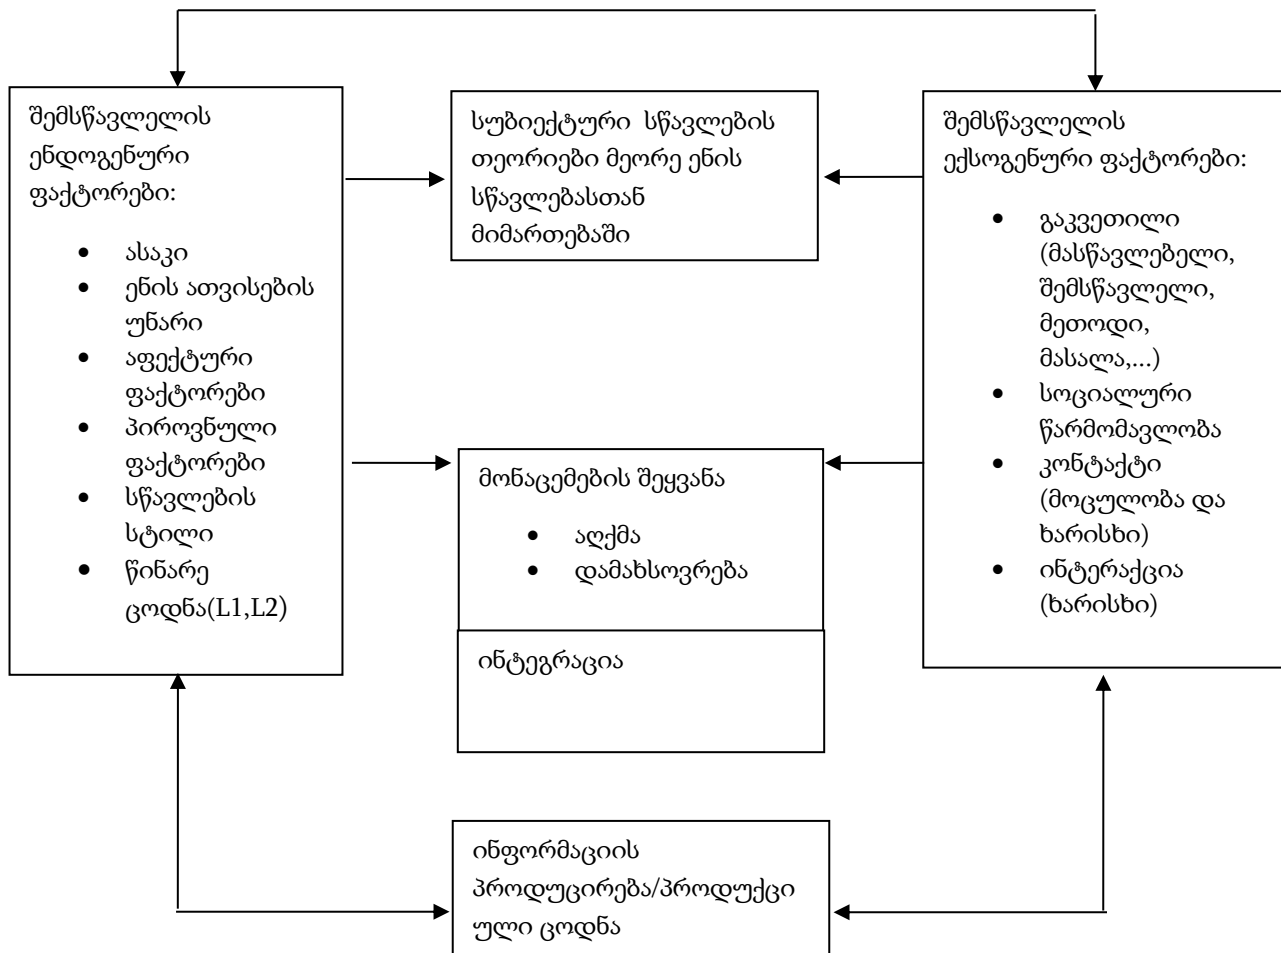 შემსწავლელის
ენდოგენური
ფაქტორები:
• ასაკი
• ენის ათვისების
უნარი
• აფექტური
ფაქტორები
• პიროვნული
ფაქტორები
• სწავლების
სტილი
• წინარე
ცოდნა(L1,L2)
სუბიექტური სწავლების
თეორიები მეორე ენის
სწავლებასთან
მიმართებაში
მონაცემების შეყვანა
• აღქმა
• დამახსოვრება
ინტეგრაცია
ინფორმაციის
პროდუცირება/პროდუქცი
ული ცოდნა
შემსწავლელის
ექსოგენური ფაქტორები:
• გაკვეთილი
(მასწავლებელი,
შემსწავლელი,
მეთოდი,
მასალა,...)
• სოციალური
წარმომავლობა
• კონტაქტი
(მოცულობა და
ხარისხი)
• ინტერაქცია
(ხარისხი)